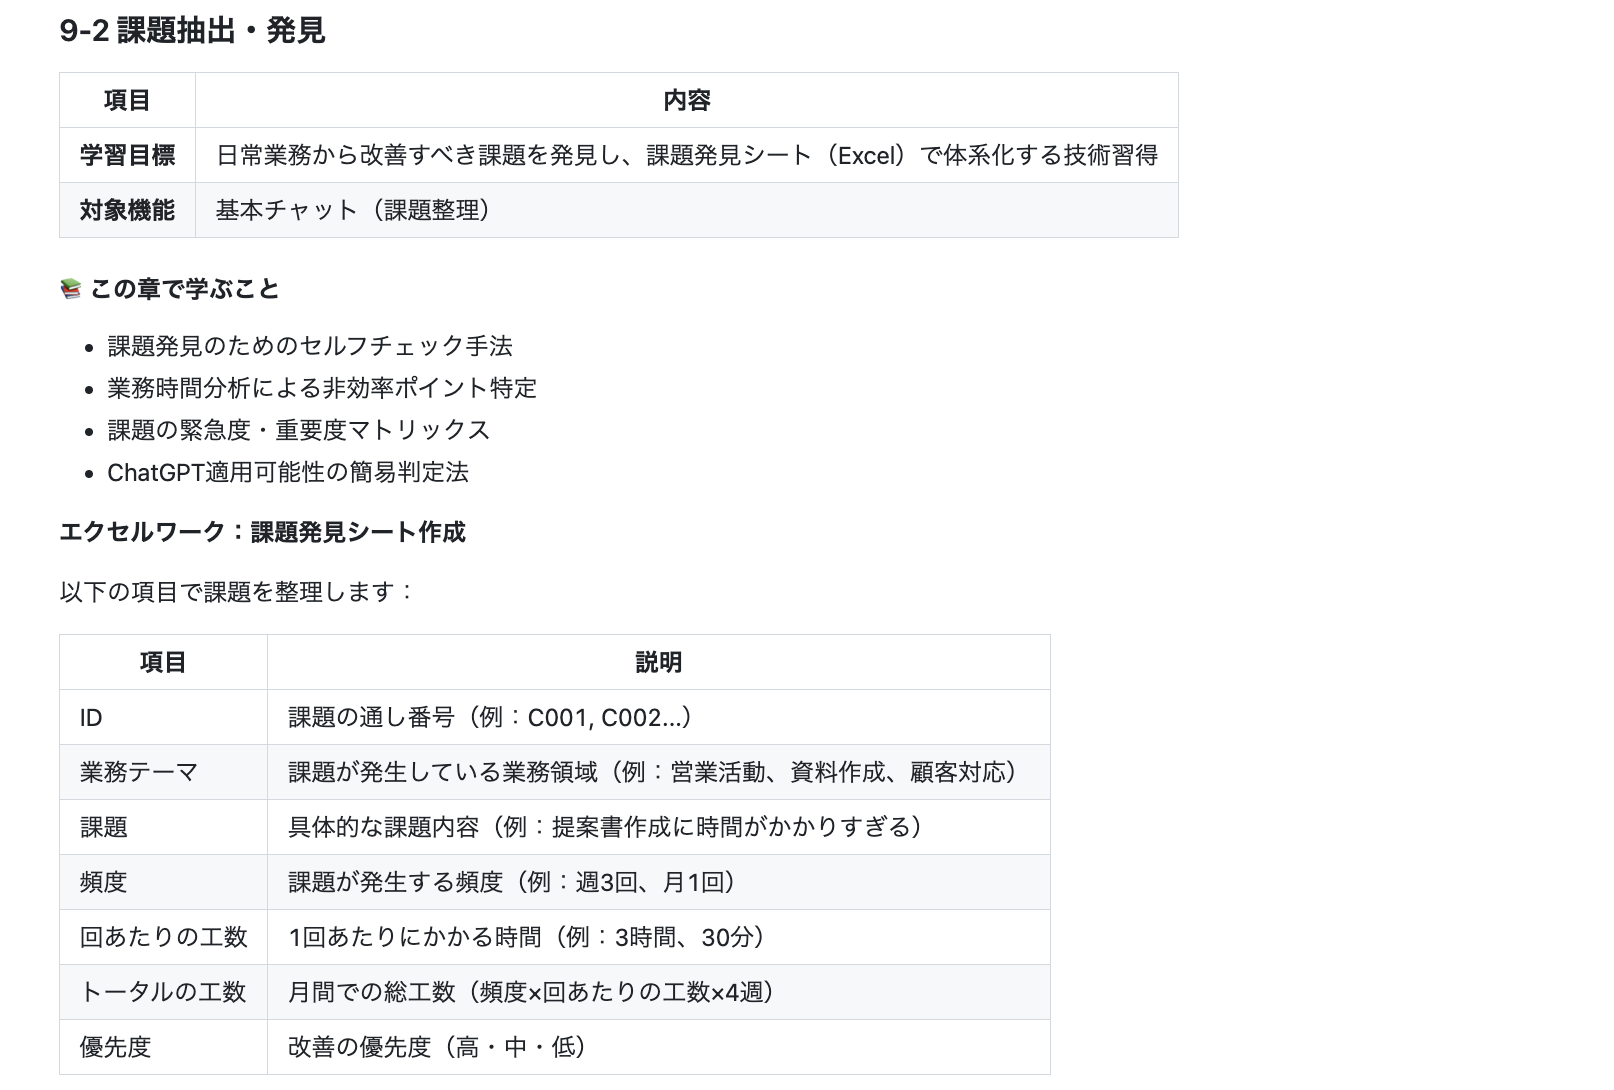 9-2 課題抽出・発見
項目 内容
学習目標 日常業務から改善すべき課題を発見し、課題発見シート（Excel）で体系化する技術習得
対象機能 基本チャット（課題整理）
📚 この章で学ぶこと
• 課題発見のためのセルフチェック手法
• 業務時間分析による非効率ポイント特定
• 課題の緊急度・重要度マトリックス
• ChatGPT適用可能性の簡易判定法
エクセルワーク：課題発見シート作成
以下の項目で課題を整理します：
項目 説明
ID 課題の通し番号（例：C001, C002...）
業務テーマ 課題が発生している業務領域（例：営業活動、資料作成、顧客対応）
課題 具体的な課題内容（例：提案書作成に時間がかかりすぎる）
頻度 課題が発生する頻度（例：週3回、月1回）
回あたりの工数 1回あたりにかかる時間（例：3時間、30分）
トータルの工数 月間での総工数（頻度×回あたりの工数×4週）
優先度 改善の優先度（高・中・低）